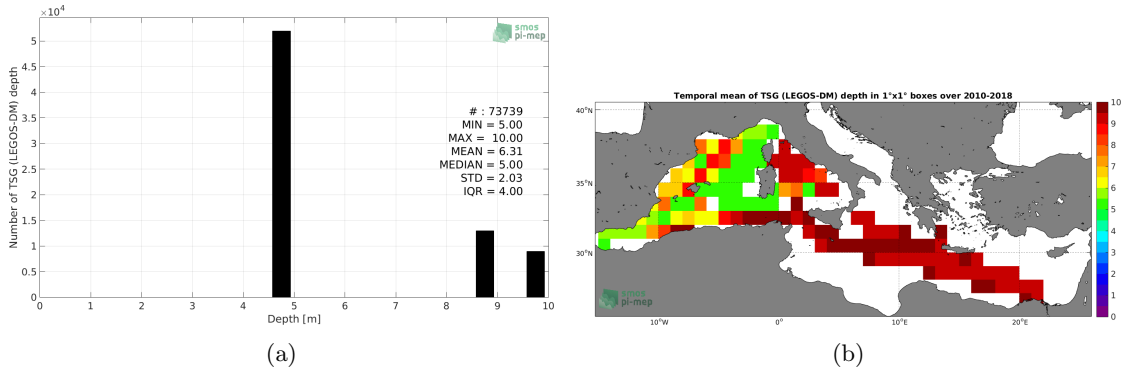 ×10⁴
5
4.5
4
3.5
3
2.5
2
1.5
1
0.5
0
Number of TSG (LEGOS-DM) depth
smos
pi-mep
# : 73739
MIN = 5.00
MAX = 10.00
MEAN = 6.31
MEDIAN = 5.00
STD = 2.03
IQR = 4.00
0 1 2 3 4 5 6 7 8 9 10
Depth [m]
(a)
Temporal mean of TSG (LEGOS-DM) depth in 1°x1° boxes over 2010-2018
40°N
35°N
30°N
10°W 0° 10°E 20°E
10
9
8
7
6
5
4
3
2
1
0
smos
pi-mep
(b)